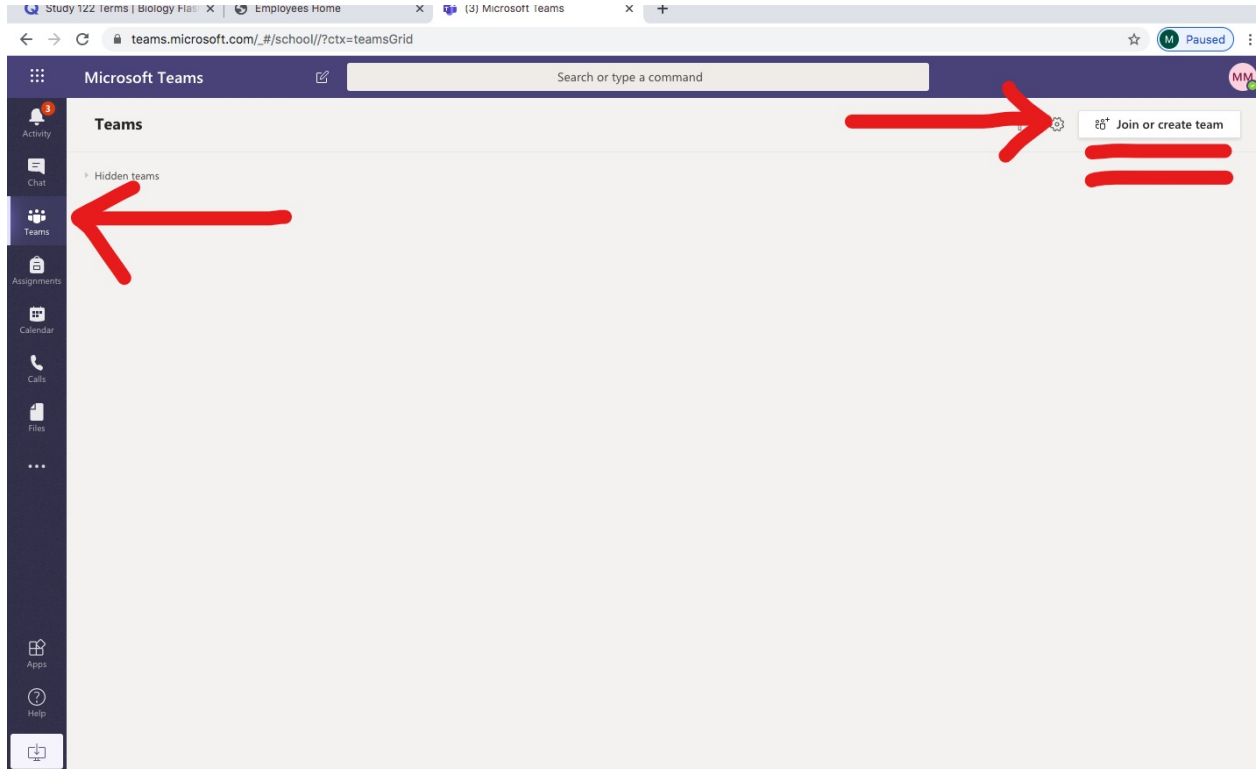 Study 122 Terms | Biology Flas
Employees Home
(3) Microsoft Teams
teams.microsoft.com/_#/school//?ctx=teamsGrid
M Paused
Microsoft Teams
Search or type a command
MM
3
Activity
Teams
Join or create team
Chat
Hidden teams
Teams
Assignments
Calendar
Calls
Files
Apps
Help